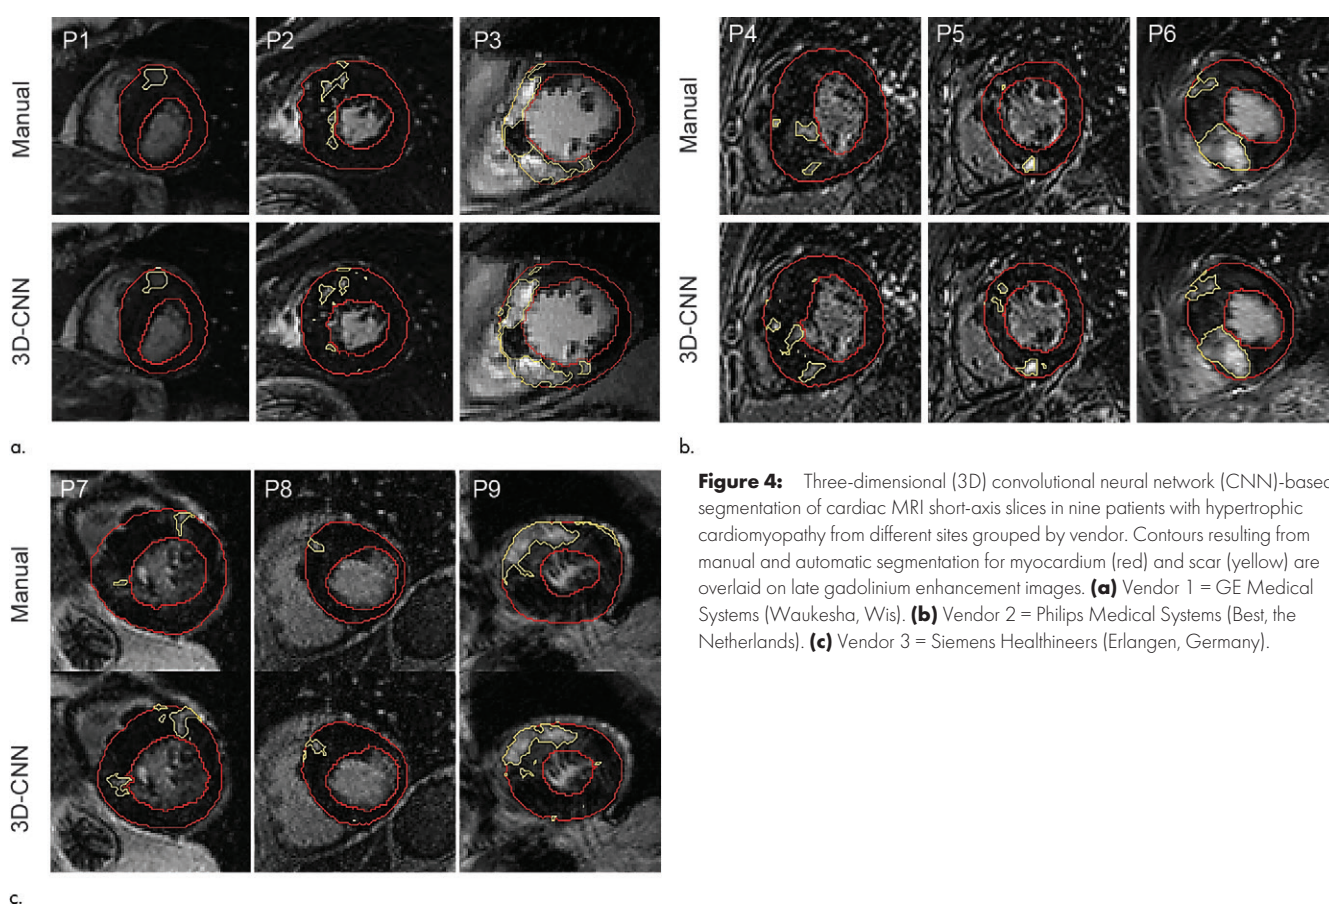 P1 P2 P3
Manual
3D-CNN
a.
P4 P5 P6
Manual
3D-CNN
b.
P7 P8 P9
Manual
3D-CNN
c.
Figure 4: Three-dimensional (3D) convolutional neural network (CNN)-based
segmentation of cardiac MRI short-axis slices in nine patients with hypertrophic
cardiomyopathy from different sites grouped by vendor. Contours resulting from
manual and automatic segmentation for myocardium (red) and scar (yellow) are
overlaid on late gadolinium enhancement images. (a) Vendor 1 = GE Medical
Systems (Waukesha, Wis). (b) Vendor 2 = Philips Medical Systems (Best, the
Netherlands). (c) Vendor 3 = Siemens Healthineers (Erlangen, Germany).